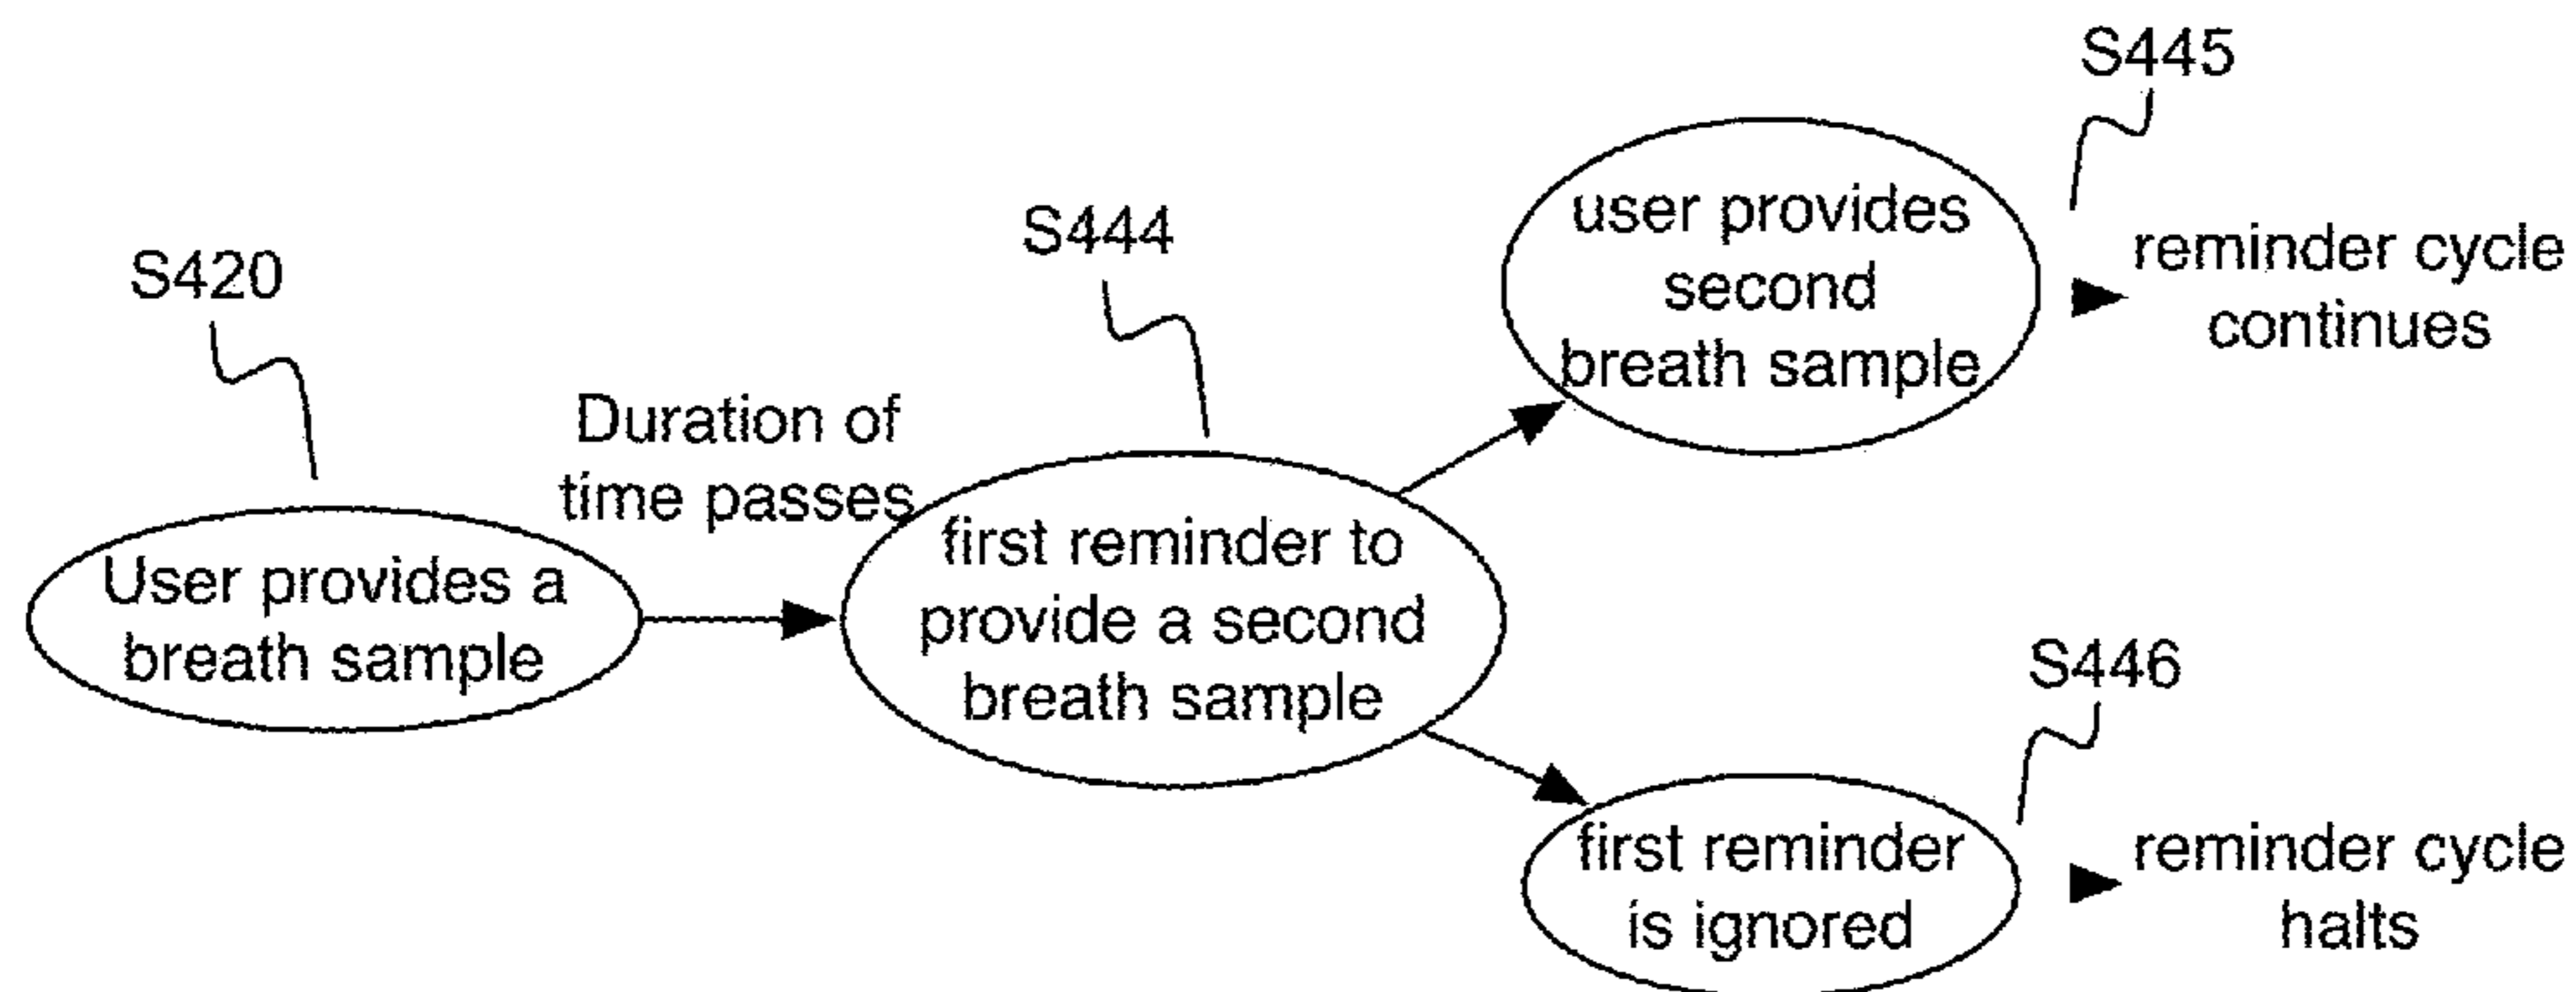 S420
User provides a
breath sample
Duration of
time passes
S444
first reminder to
provide a second
breath sample
user provides
second
breath sample
S445
reminder cycle
continues
first reminder
is ignored
S446
reminder cycle
halts